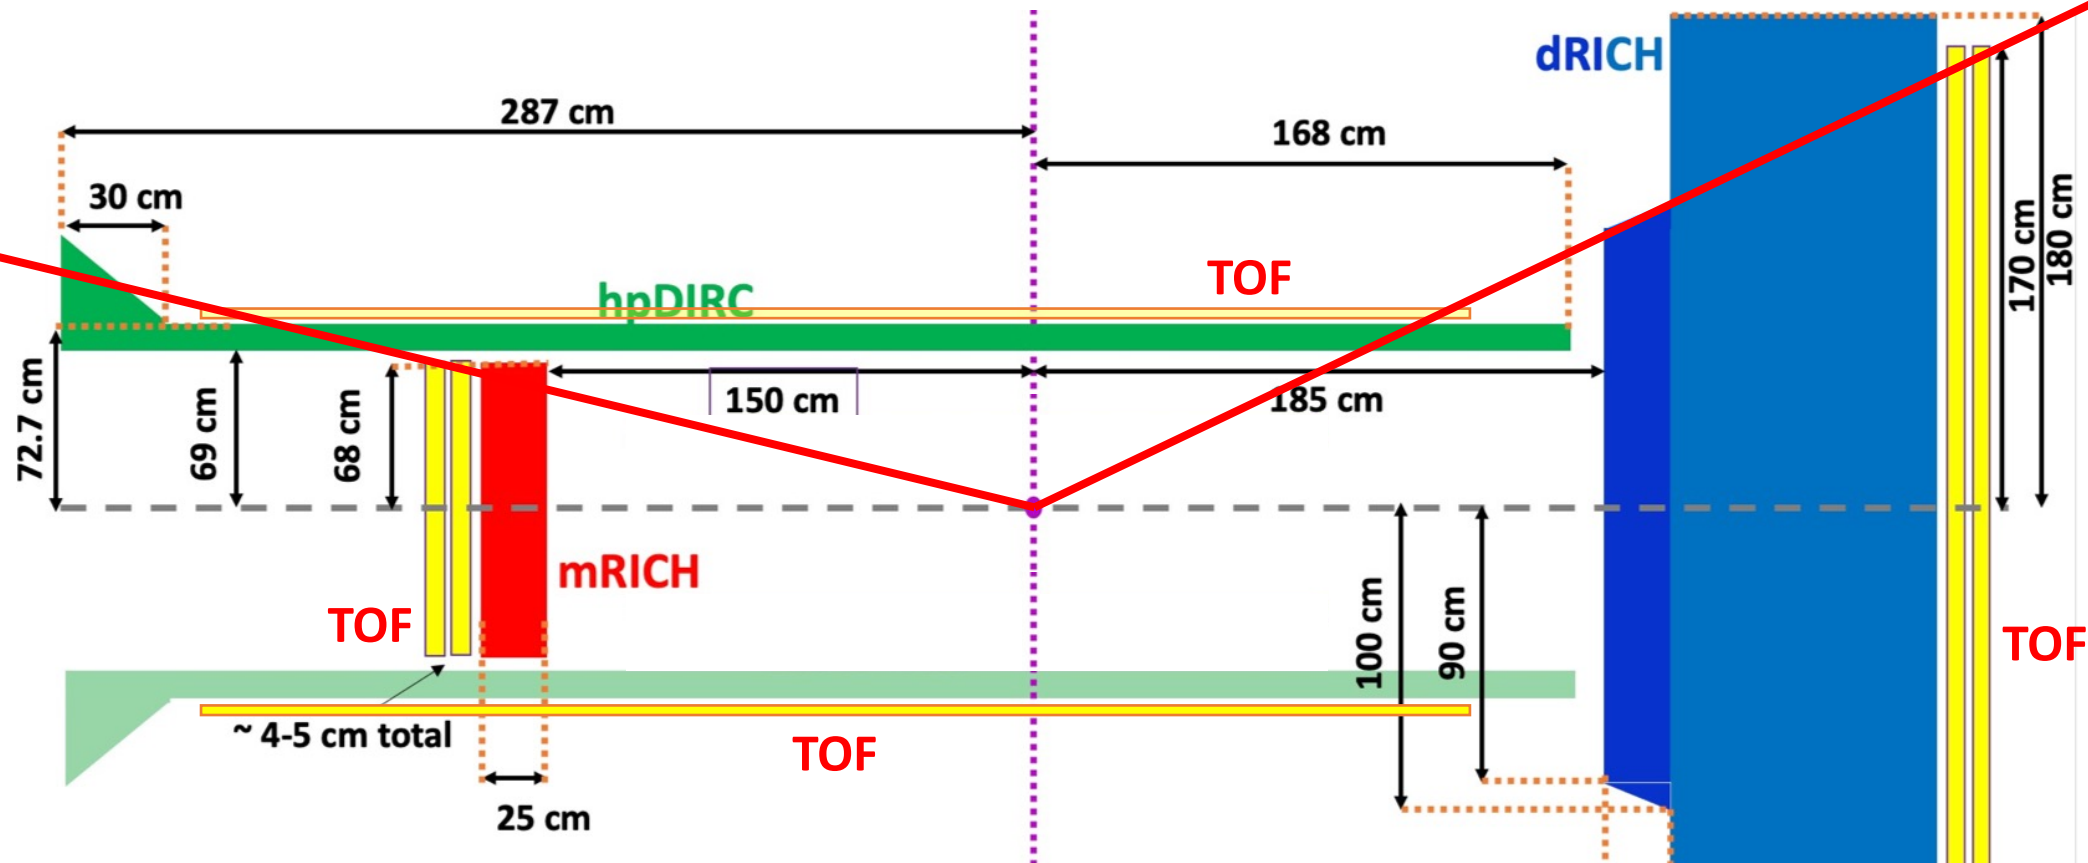 dRICH
287 cm
168 cm
30 cm
TOF
hpDIRC
170 cm
180 cm
72.7 cm
69 cm
68 cm
150 cm
185 cm
mRICH
TOF
100 cm
90 cm
TOF
~ 4-5 cm total
TOF
25 cm